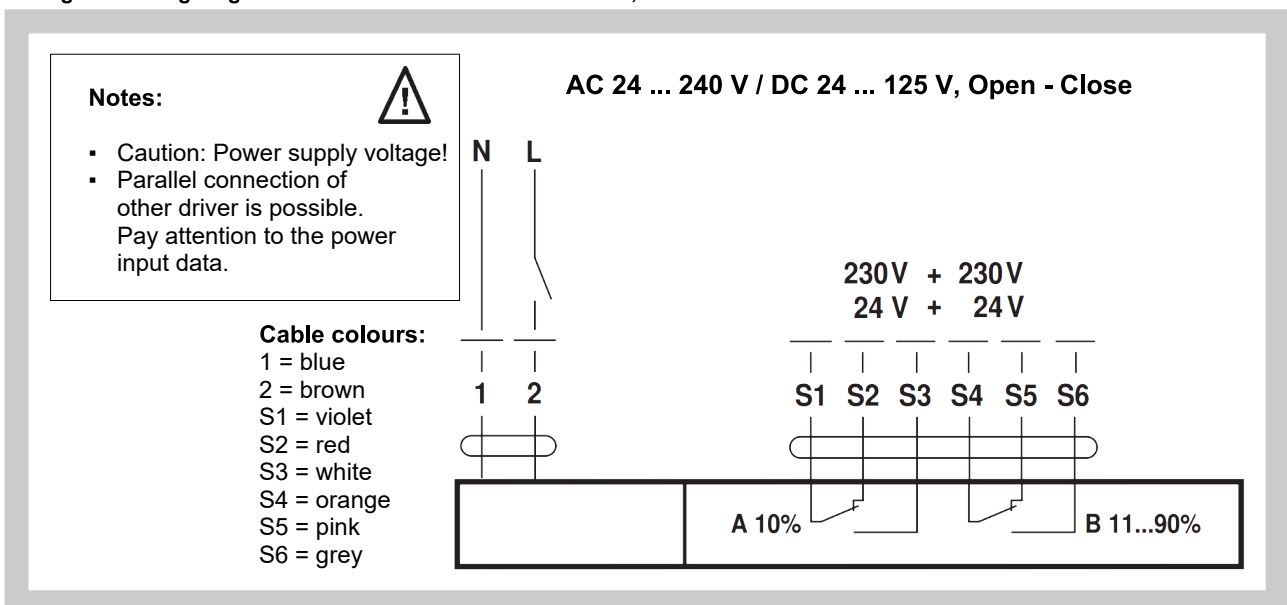 Notes:
▪ Caution: Power supply voltage!
▪ Parallel connection of
other driver is possible.
Pay attention to the power
input data.
AC 24 ... 240 V / DC 24 ... 125 V, Open - Close
N L
230 V + 230 V
24 V + 24 V
Cable colours:
1 = blue
2 = brown
S1 = violet
S2 = red
S3 = white
S4 = orange
S5 = pink
S6 = grey
1 2
S1 S2 S3 S4 S5 S6
A 10%
B 11...90%